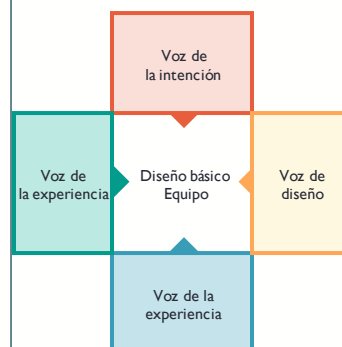 Voz de
la intención
Voz de
la experiencia
Diseño básico
Equipo
Voz de
diseño
Voz de la
experiencia